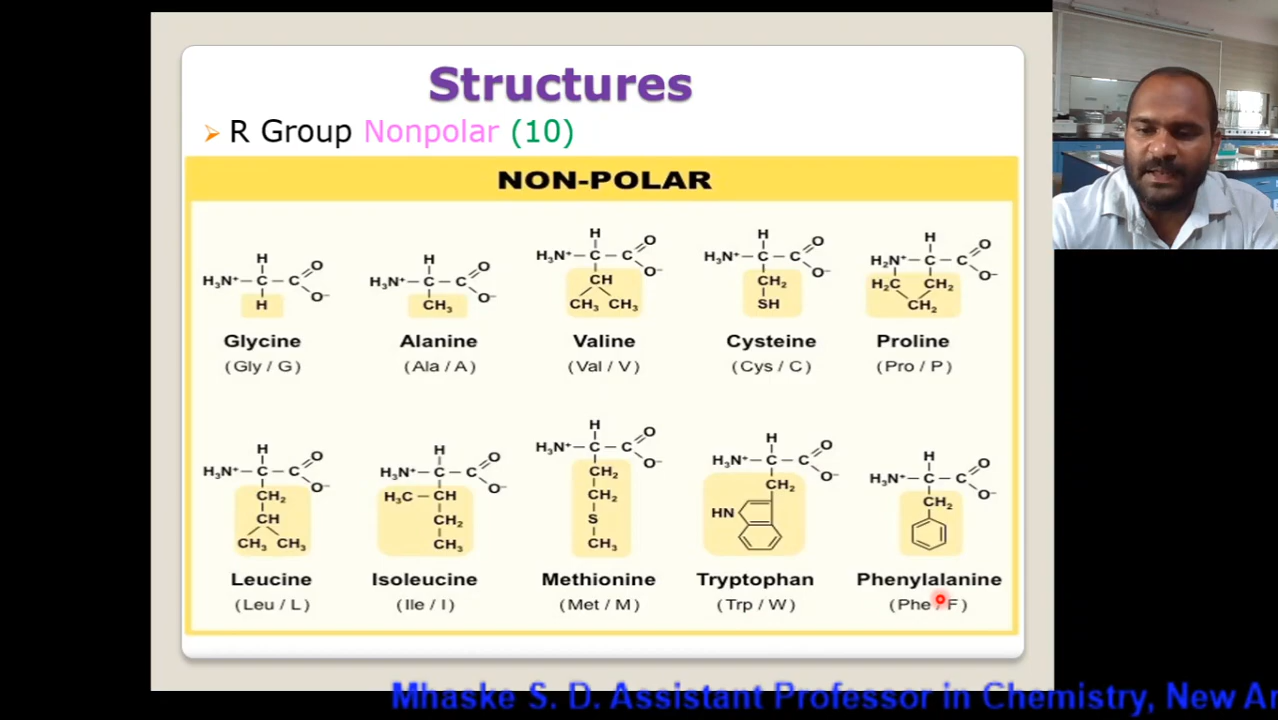 Structures
➢ R Group Nonpolar (10)
NON-POLAR
H
H₃N⁺ – C – C
O
O⁻
H
Glycine
(Gly / G)
H
H₃N⁺ – C – C
O
O⁻
CH₃
Alanine
(Ala / A)
H
H₃N⁺ – C – C
O
O⁻
CH
CH₃ CH₃
Valine
(Val / V)
H
H₃N⁺ – C – C
O
O⁻
CH₂
SH
Cysteine
(Cys / C)
H
H₂N⁺ – C – C
O
O⁻
H₂C CH₂
CH₂
Proline
(Pro / P)
H
H₃N⁺ – C – C
O
O⁻
CH₂
CH
CH₃ CH₃
Leucine
(Leu / L)
H
H₃N⁺ – C – C
O
O⁻
H₃C – CH
CH₂
CH₃
Isoleucine
(Ile / I)
H
H₃N⁺ – C – C
O
O⁻
CH₂
CH₂
S
CH₃
Methionine
(Met / M)
H
H₃N⁺ – C – C
O
O⁻
CH₂
HN
Tryptophan
(Trp / W)
H
H₃N⁺ – C – C
O
O⁻
CH₂
Phenylalanine
(Phe / F)
Mhaske S. D. Assistant Professor in Chemistry, New Ar